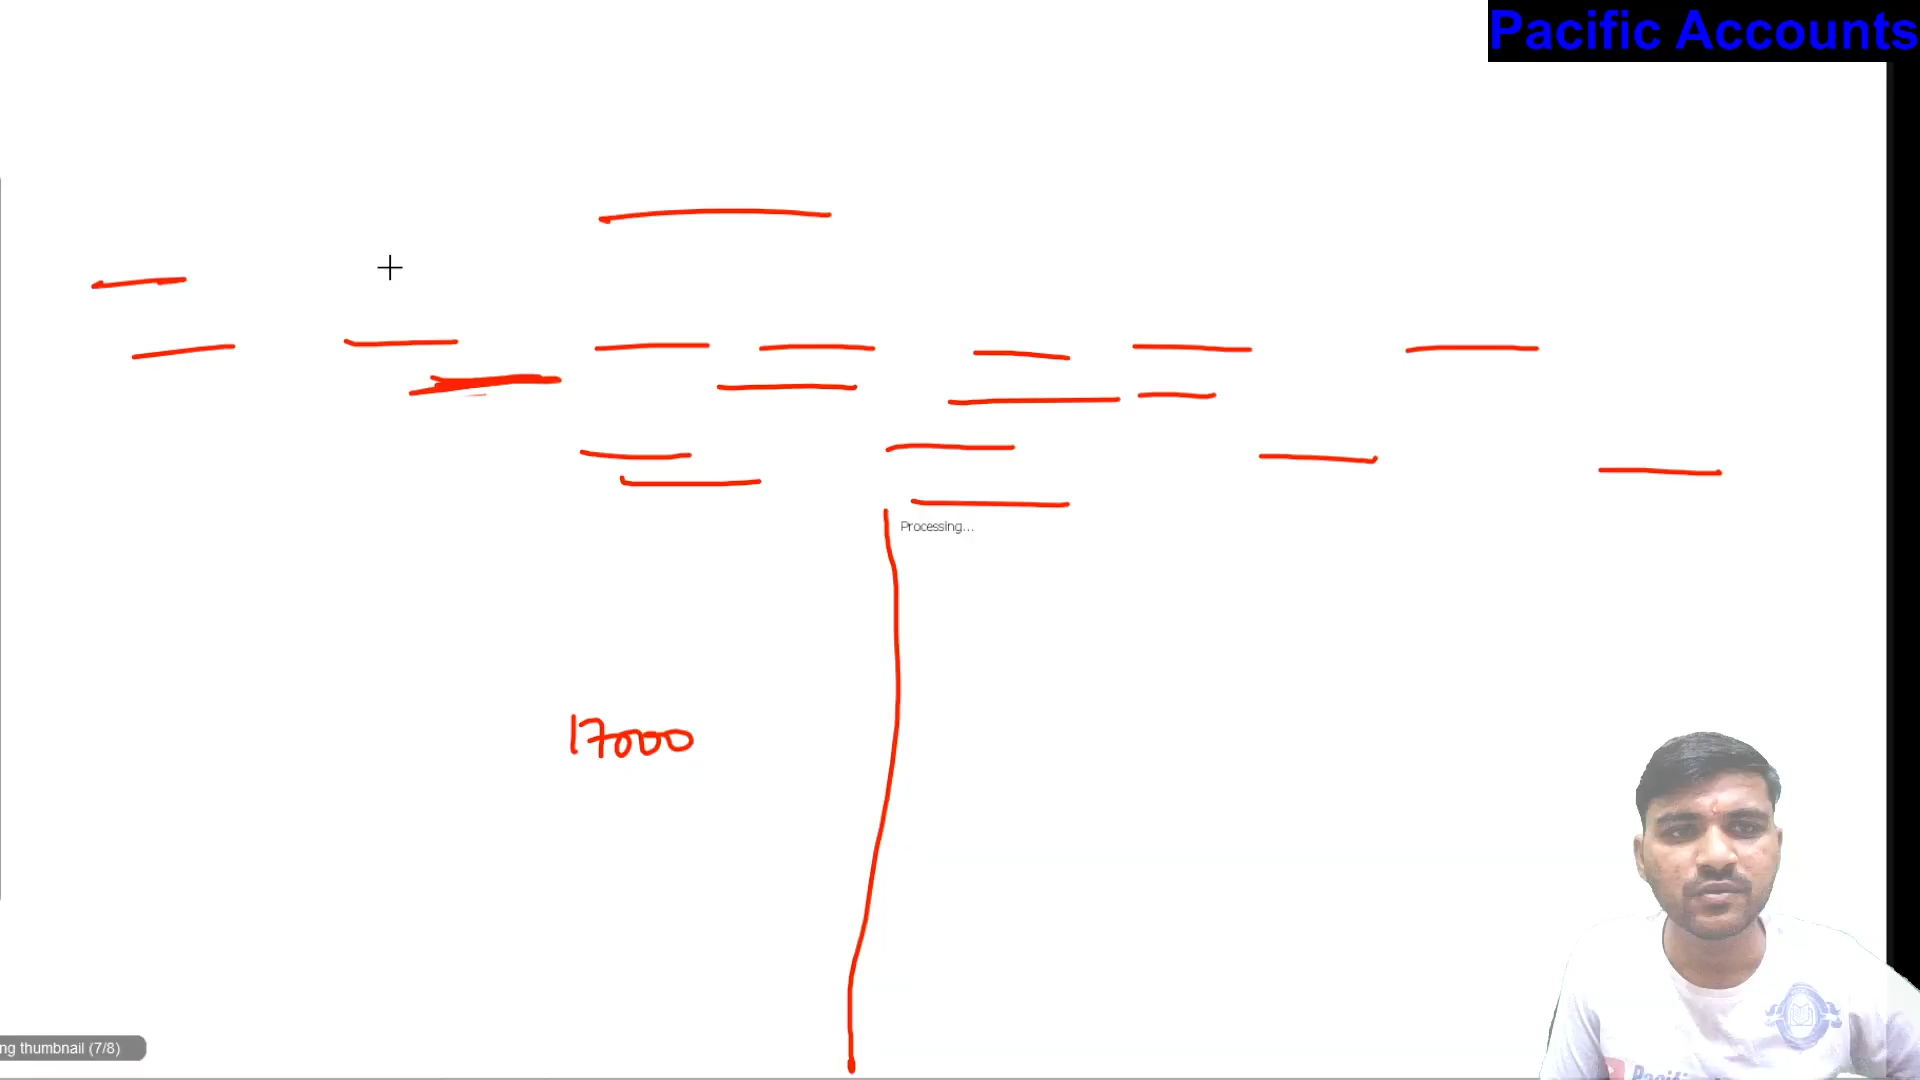 Pacific Accounts
Processing...
17000
ng thumbnail (7/8)